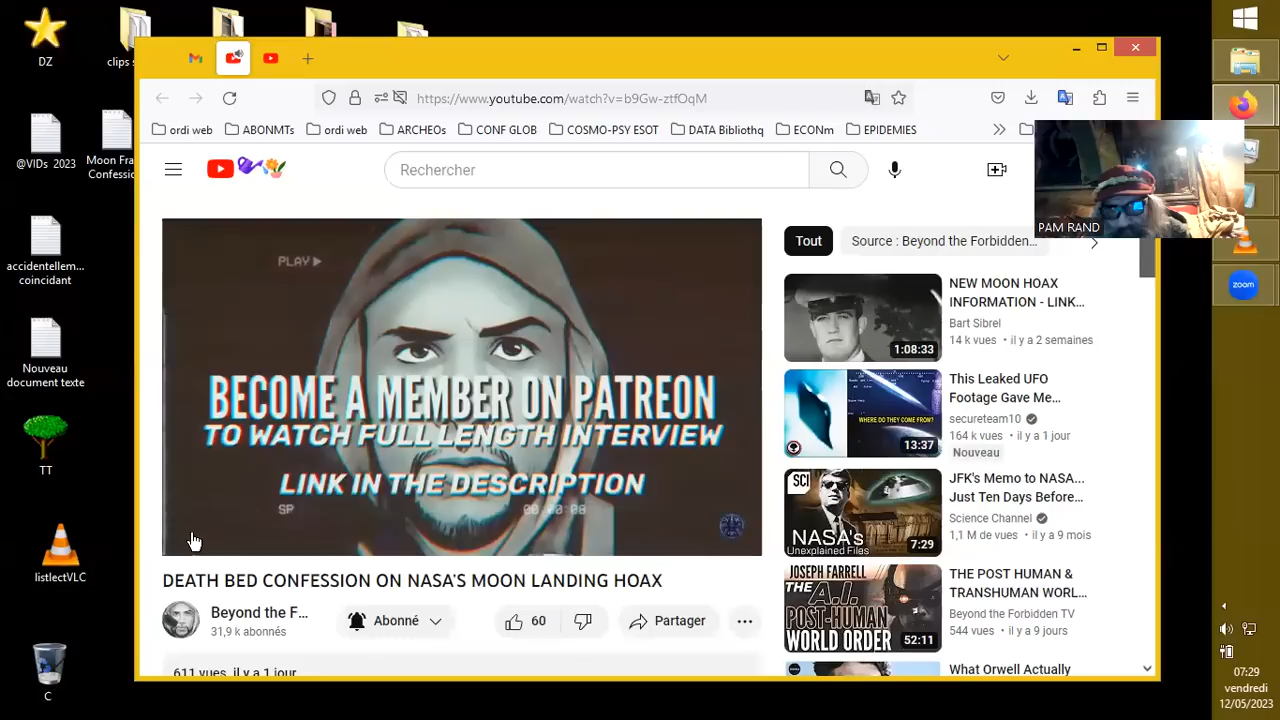 DZ
clips s
@VIDs 2023
Moon Fra
Confessio
accidentellem...
coincidant
Nouveau
document texte
TT
listlectVLC
C
https://www.youtube.com/watch?v=b9Gw-ztfOqM
ordi web
ABONMTs
ordi web
ARCHEOs
CONF GLOB
COSMO-PSY ESOT
DATA Bibliothq
ECONm
EPIDEMIES
Rechercher
PAM RAND
PLAY
BECOME A MEMBER ON PATREON
TO WATCH FULL LENGTH INTERVIEW
LINK IN THE DESCRIPTION
SP
00:00:08
DEATH BED CONFESSION ON NASA'S MOON LANDING HOAX
Beyond the F...
31,9 k abonnés
Abonné
60
Partager
611 vues, il y a 1 jour
Tout
Source : Beyond the Forbidden...
1:08:33
NEW MOON HOAX
INFORMATION - LINK...
Bart Sibrel
14 k vues • il y a 2 semaines
WHERE DO THEY COME FROM?
13:37
This Leaked UFO
Footage Gave Me...
secureteam10
164 k vues • il y a 1 jour
Nouveau
SCI
NASA's
Unexplained Files
7:29
JFK's Memo to NASA...
Just Ten Days Before...
Science Channel
1,1 M de vues • il y a 9 mois
JOSEPH FARRELL
THE A.I.
POST-HUMAN
WORLD ORDER
52:11
THE POST HUMAN &
TRANSHUMAN WORL...
Beyond the Forbidden TV
544 vues • il y a 9 jours
What Orwell Actually
zoom
07:29
vendredi
12/05/2023